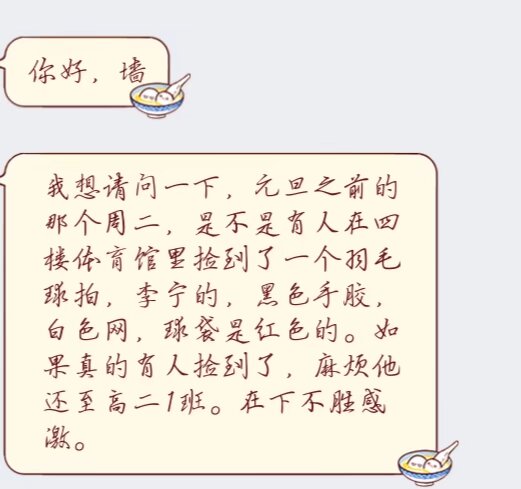 你好，墙
我想请问一下，元旦之前的
那个周二，是不是有人在四
楼体育馆里捡到了一个羽毛
球拍，李宁的，黑色手胶，
白色网，球袋是红色的。如
果真的有人捡到了，麻烦他
还至高二1班。在下不胜感
激。